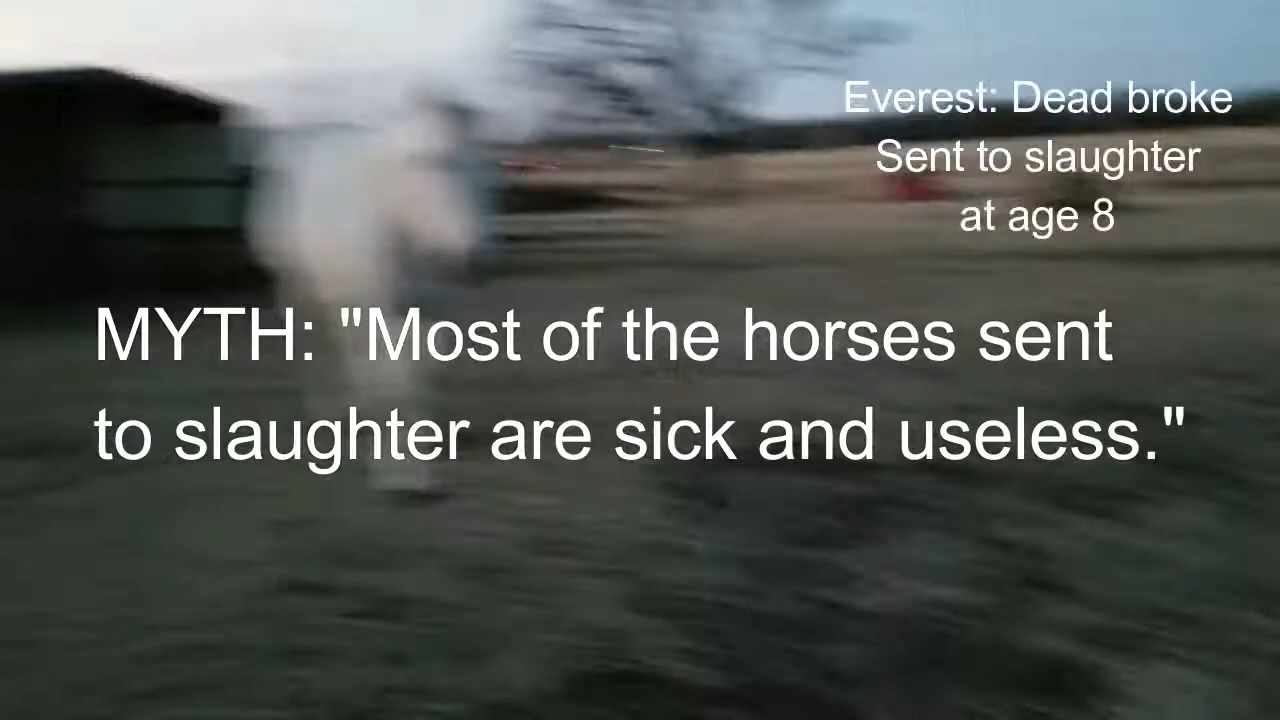 Everest: Dead broke
Sent to slaughter
at age 8
MYTH: "Most of the horses sent
to slaughter are sick and useless."